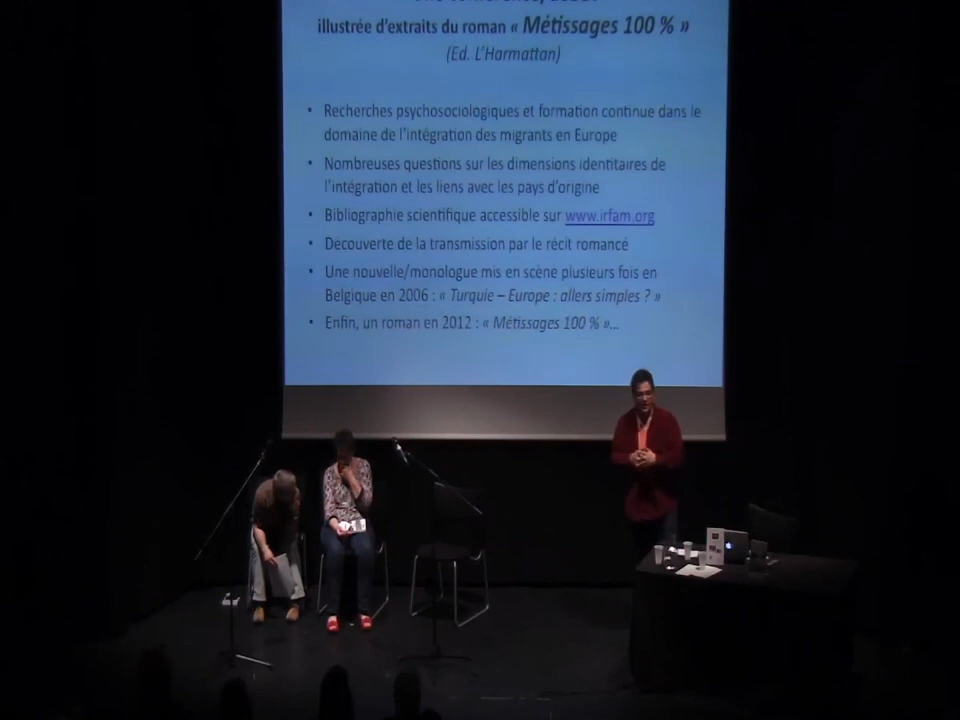 illustrée d'extraits du roman « Métissages 100 % »
(Ed. L'Harmattan)
• Recherches psychosociologiques et formation continue dans le
domaine de l'intégration des migrants en Europe
• Nombreuses questions sur les dimensions identitaires de
l'intégration et les liens avec les pays d'origine
• Bibliographie scientifique accessible sur www.irfam.org
• Découverte de la transmission par le récit romancé
• Une nouvelle/monologue mis en scène plusieurs fois en
Belgique en 2006 : « Turquie – Europe : allers simples ? »
• Enfin, un roman en 2012 : « Métissages 100 % »...